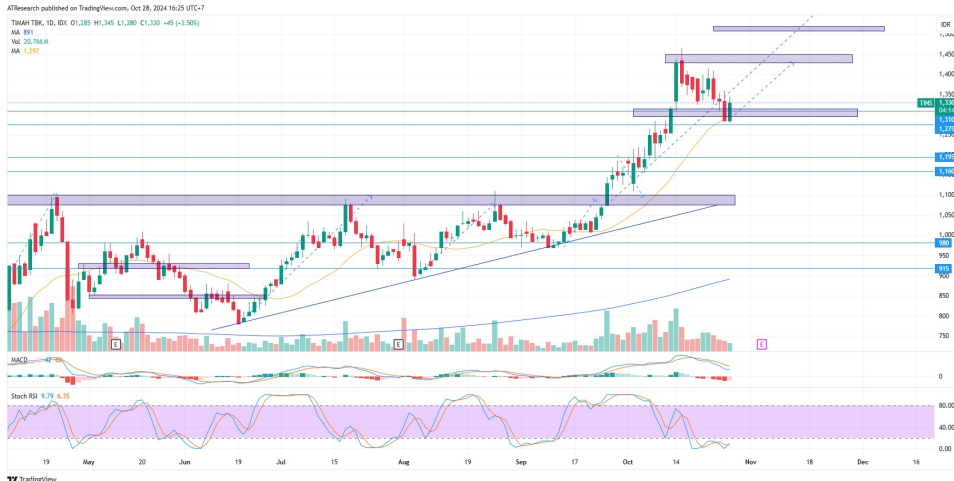 ATResearch published on TradingView.com, Oct 28, 2024 16:25 UTC+7
TIMAH TBK, 1D, IDX O1,285 H1,345 L1,280 C1,330 +45 (+3.50%)
MA 891
Vol 20.766M
MA 1,297
IDR
1,450
1,400
1,350
TINS 1,330
1,310
1,275
1,195
1,160
1,100
1,050
1,000
980
950
915
900
850
800
750
E
E
E
MACD
0
Stoch RSI 9.79 6.35
80.00
40.00
0.00
19
May
20
Jun
19
Jul
15
Aug
Sep
17
Oct
14
Nov
18
Dec
16
TradingView